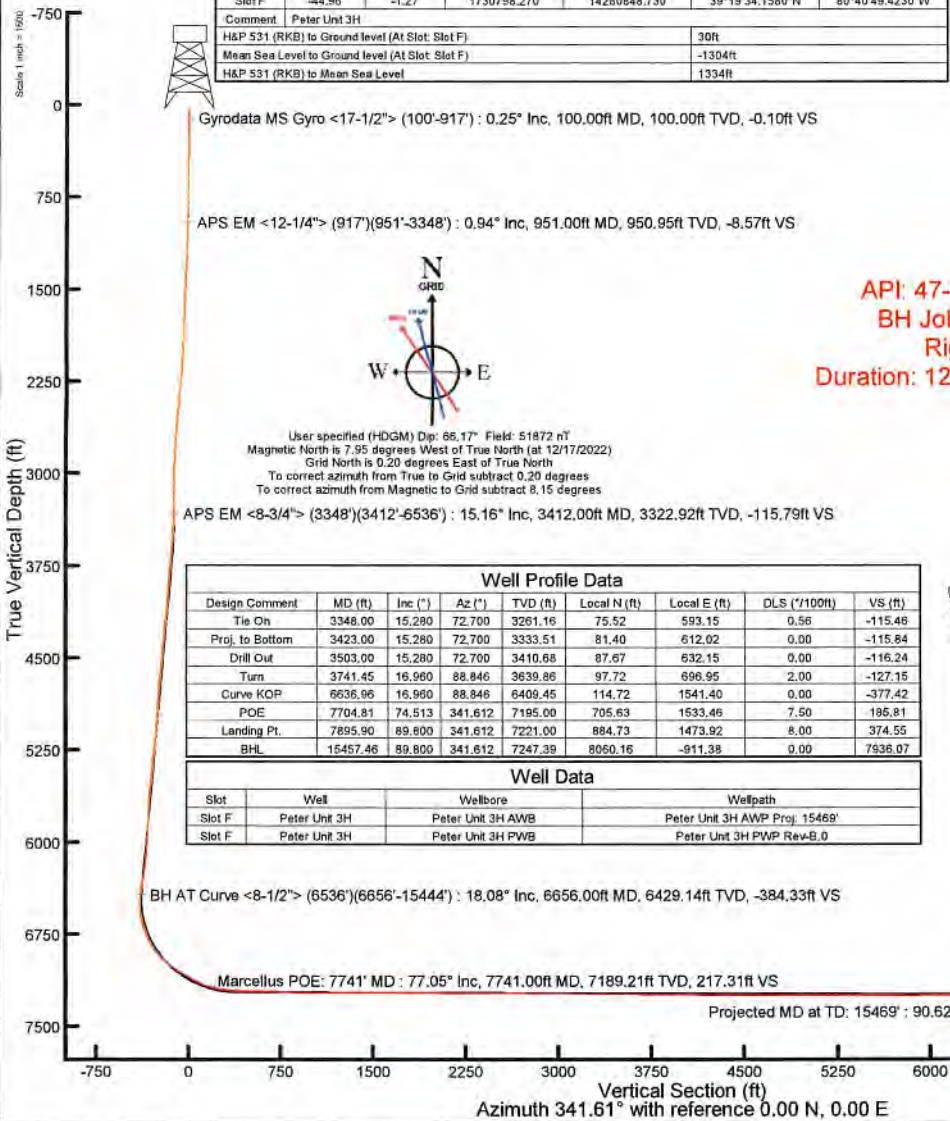 Slot F -44.96 -1.27 1730798.270 14280848.730 39°19'34.1580"N 80°40'49.4230"W
Comment Peter Unit 3H
H&P 531 (RKB) to Ground level (At Slot: Slot F) 30ft
Mean Sea Level to Ground level (At Slot: Slot F) -1304ft
H&P 531 (RKB) to Mean Sea Level 1334ft
Scale 1 inch = 1500
-750
0
750
1500
2250
3000
3750
4500
5250
6000
6750
7500
True Vertical Depth (ft)
Gyrodata MS Gyro <17-1/2"> (100'-917') : 0.25° Inc, 100.00ft MD, 100.00ft TVD, -0.10ft VS
APS EM <12-1/4"> (917')(951'-3348') : 0.94° Inc, 951.00ft MD, 950.95ft TVD, -8.57ft VS
N
GRID
W E
API: 47-
BH Jo
Ri
Duration: 12
User specified (HDGM) Dip: 66.17° Field: 51872 nT
Magnetic North is 7.95 degrees West of True North (at 12/17/2022)
Grid North is 0.20 degrees East of True North
To correct azimuth from True to Grid subtract 0.20 degrees
To correct azimuth from Magnetic to Grid subtract 8.15 degrees
APS EM <8-3/4"> (3348')(3412'-6536') : 15.16° Inc, 3412.00ft MD, 3322.92ft TVD, -115.79ft VS
Well Profile Data
Design Comment MD (ft) Inc (°) Az (°) TVD (ft) Local N (ft) Local E (ft) DLS (°/100ft) VS (ft)
Tie On 3348.00 15.280 72.700 3261.16 75.52 593.15 0.56 -115.46
Proj. to Bottom 3423.00 15.280 72.700 3333.51 81.40 612.02 0.00 -115.84
Drill Out 3503.00 15.280 72.700 3410.68 87.67 632.15 0.00 -116.24
Turn 3741.45 16.960 88.846 3639.86 97.72 696.95 2.00 -127.15
Curve KOP 6636.96 16.960 88.846 6409.45 114.72 1541.40 0.00 -377.42
POE 7704.81 74.513 341.612 7195.00 705.63 1533.46 7.50 185.81
Landing Pt. 7895.90 89.600 341.612 7221.00 884.73 1473.92 8.00 374.55
BHL 15457.46 89.800 341.612 7247.39 8060.16 -911.38 0.00 7936.07
Well Data
Slot Well Wellbore Wellpath
Slot F Peter Unit 3H Peter Unit 3H AWB Peter Unit 3H AWP Proj: 15469'
Slot F Peter Unit 3H Peter Unit 3H PWB Peter Unit 3H PWP Rev-B.0
BH AT Curve <8-1/2"> (6536')(6656'-15444') : 18.08° Inc, 6656.00ft MD, 6429.14ft TVD, -384.33ft VS
Marcellus POE: 7741' MD : 77.05° Inc, 7741.00ft MD, 7189.21ft TVD, 217.31ft VS
Projected MD at TD: 15469' : 90.62
-750 0 750 1500 2250 3000 3750 4500 5250 6000
Vertical Section (ft)
Azimuth 341.61° with reference 0.00 N, 0.00 E